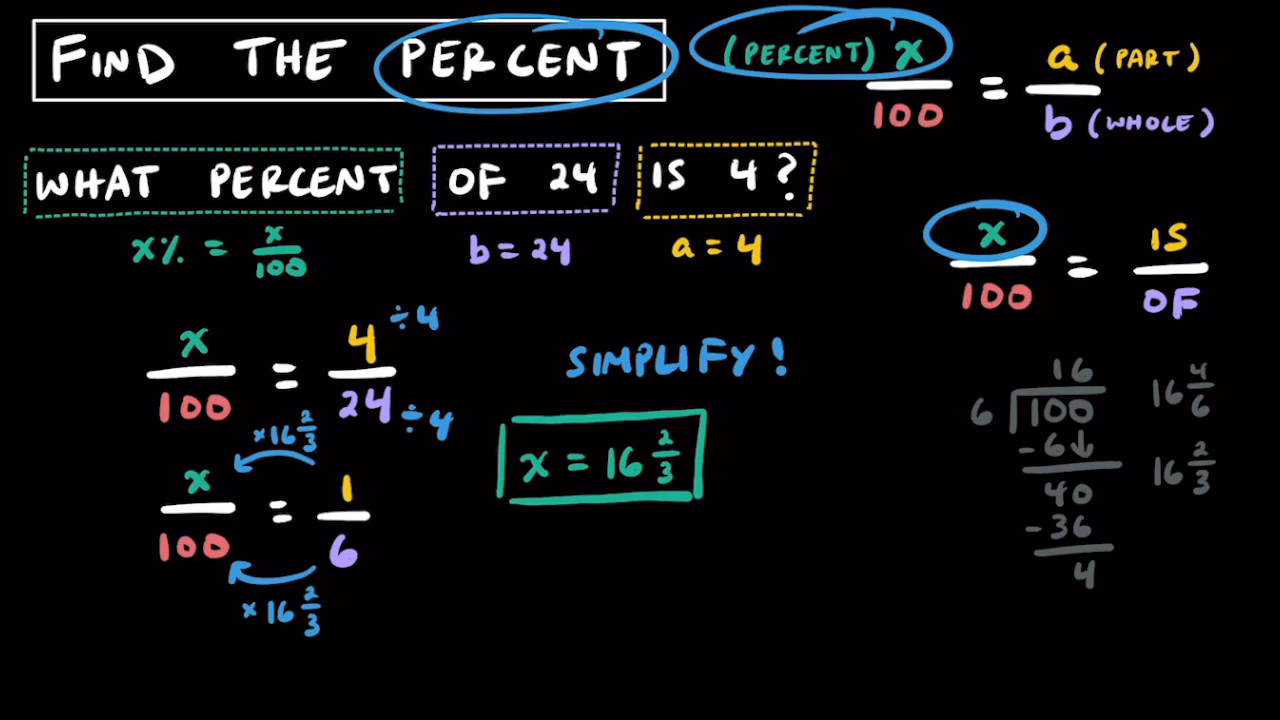 FIND THE PERCENT
(PERCENT) x/100 = a (PART)/b (WHOLE)
WHAT PERCENT OF 24 IS 4?
x% = x/100 b = 24 a = 4
x/100 = IS/OF
x/100 = 4/24 ÷4 ÷4
SIMPLIFY!
×16 2/3
x/100 = 1/6
×16 2/3
x = 16 2/3
16
6 100
-6↓
40
-36
4
16 4/6
16 2/3